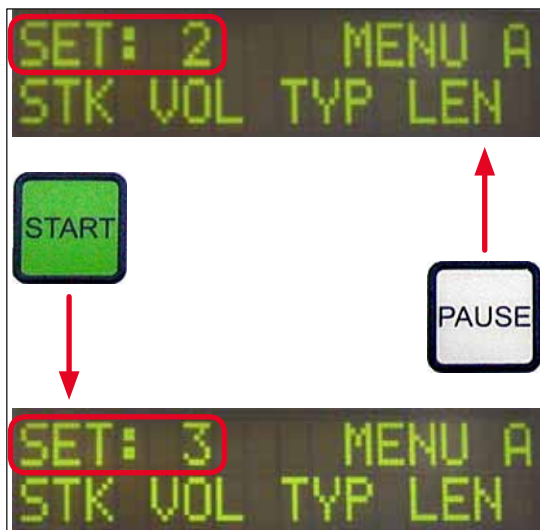 SET: 2 MENU A
STK VOL TYP LEN
START
PAUSE
SET: 3 MENU A
STK VOL TYP LEN